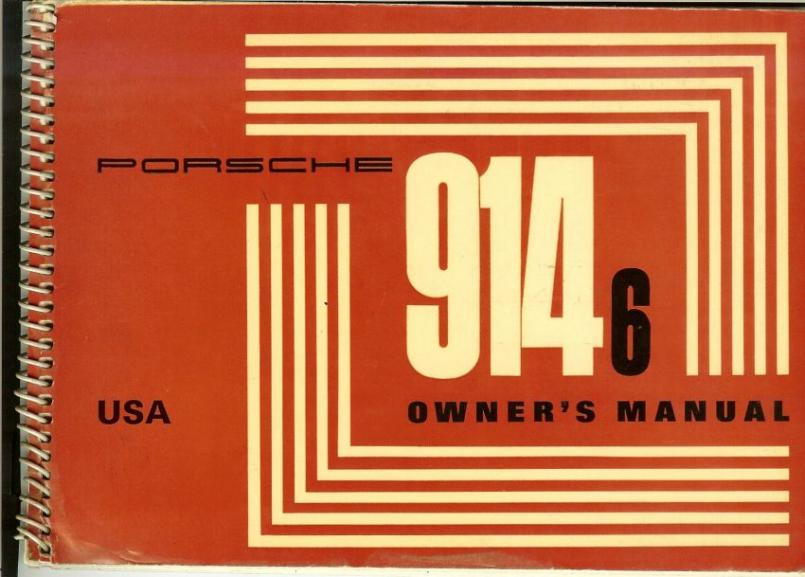 PORSCHE
914 6
USA
OWNER'S MANUAL